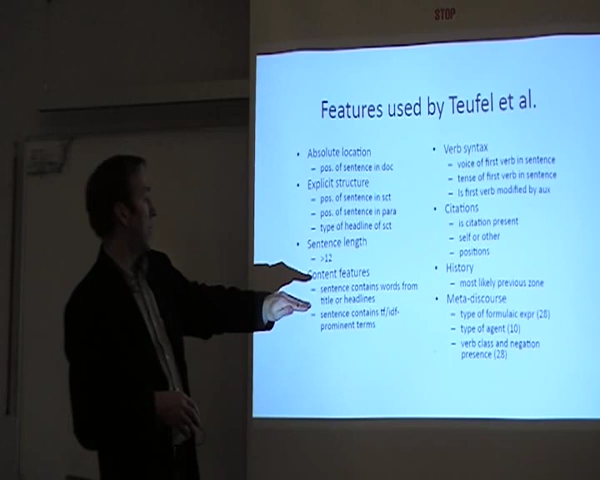 STOP
Features used by Teufel et al.
• Absolute location
– pos. of sentence in doc
• Explicit structure
– pos. of sentence in sct
– pos. of sentence in para
– type of headline of sct
• Sentence length
– >12
Content features
– sentence contains words from
title or headlines
– sentence contains tf/idf-
prominent terms
• Verb syntax
– voice of first verb in sentence
– tense of first verb in sentence
– is first verb modified by aux
• Citations
– is citation present
– self or other
– positions
• History
– most likely previous zone
• Meta-discourse
– type of formulaic expr (28)
– type of agent (10)
– verb class and negation
presence (28)